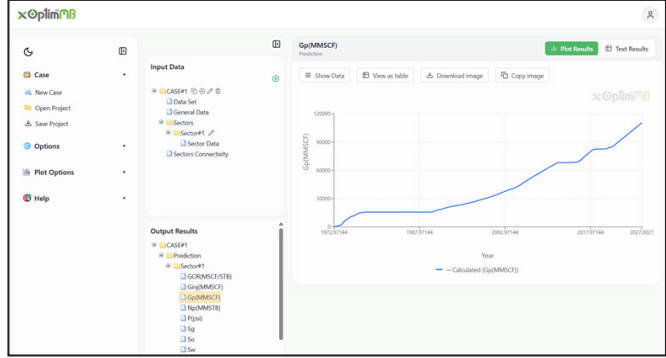 xOptimMB
Case
New Case
Open Project
Save Project
Options
Plot Options
Help
Input Data
CASE#1
Data Set
General Data
Sectors
Sector#1
Sector Data
Sectors Connectivity
Output Results
CASE#1
Prediction
Sector#1
GOR(MSCF/STB)
Ginj(MMSCF)
Gp(MMSCF)
Np(MMSTB)
P(psi)
Sg
So
Sw
Gp(MMSCF)
Prediction
Plot Results
Text Results
Show Data
View as table
Download image
Copy image
xOptimMB
Gp(MMSCF)
120000
90000
60000
30000
0
1972.97144
1987.97144
2002.97144
2017.97144
2027.0027
Year
Calculated (Gp(MMSCF))